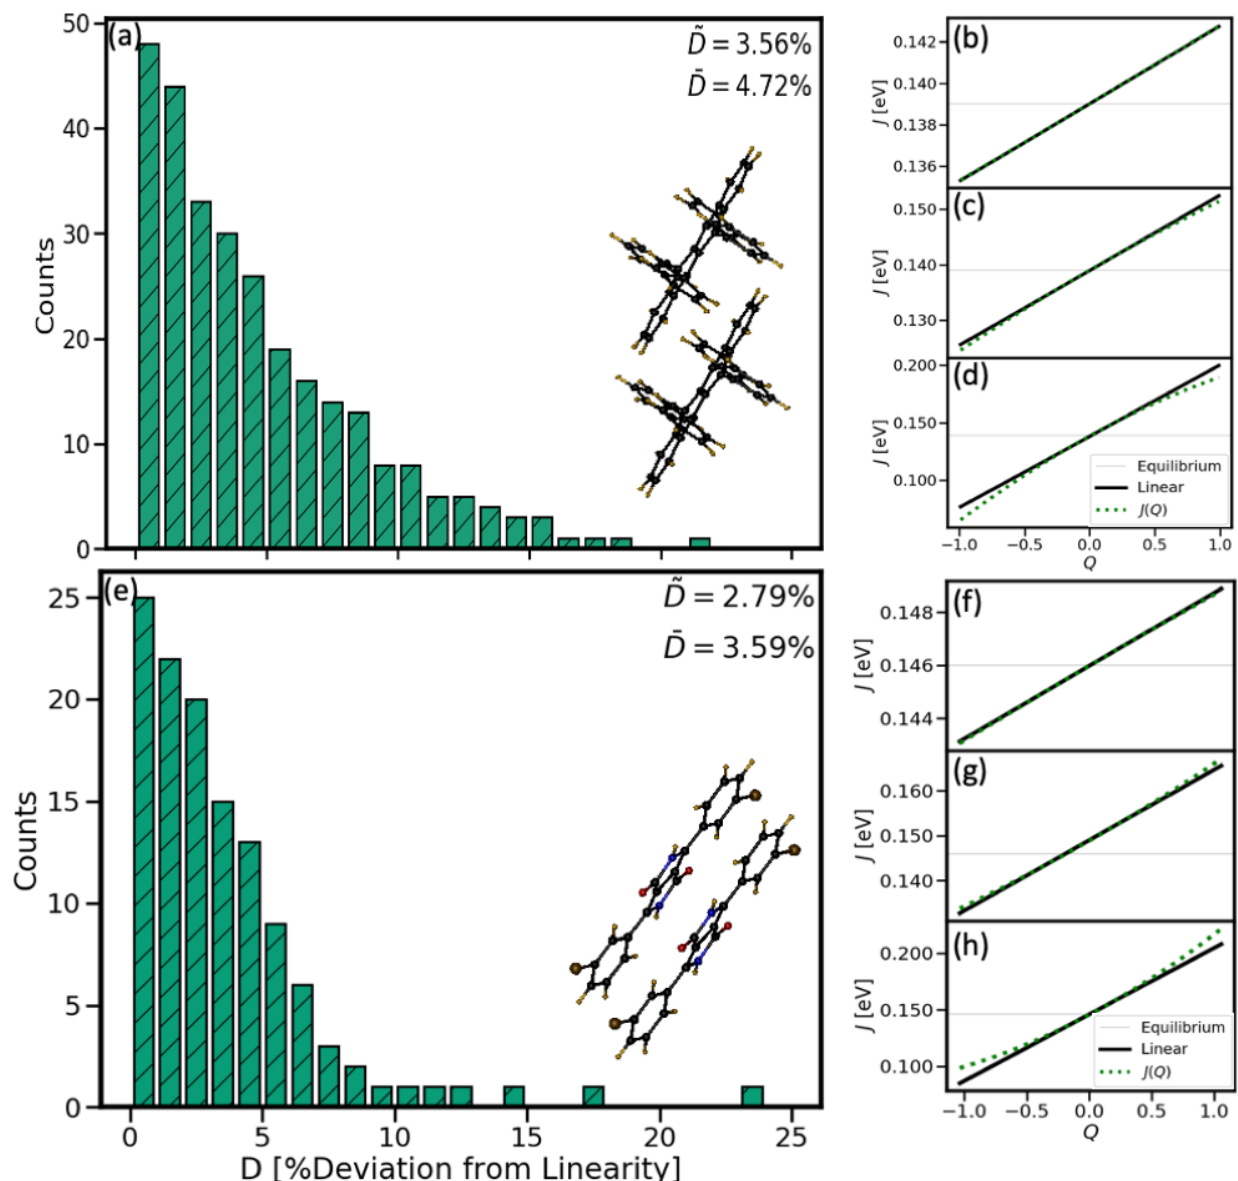 (a)
D̃ = 3.56%
D̄ = 4.72%
50
40
30
20
10
0
Counts
(b)
0.142
0.140
0.138
0.136
J [eV]
(c)
0.150
0.140
0.130
J [eV]
(d)
0.200
0.150
0.100
J [eV]
Equilibrium
Linear
J(Q)
−1.0 −0.5 0.0 0.5 1.0
Q
(e)
D̃ = 2.79%
D̄ = 3.59%
25
20
15
10
5
0
Counts
0 5 10 15 20 25
D [%Deviation from Linearity]
(f)
0.148
0.146
0.144
J [eV]
(g)
0.160
0.150
0.140
J [eV]
(h)
0.200
0.150
0.100
J [eV]
Equilibrium
Linear
J(Q)
−1.0 −0.5 0.0 0.5 1.0
Q